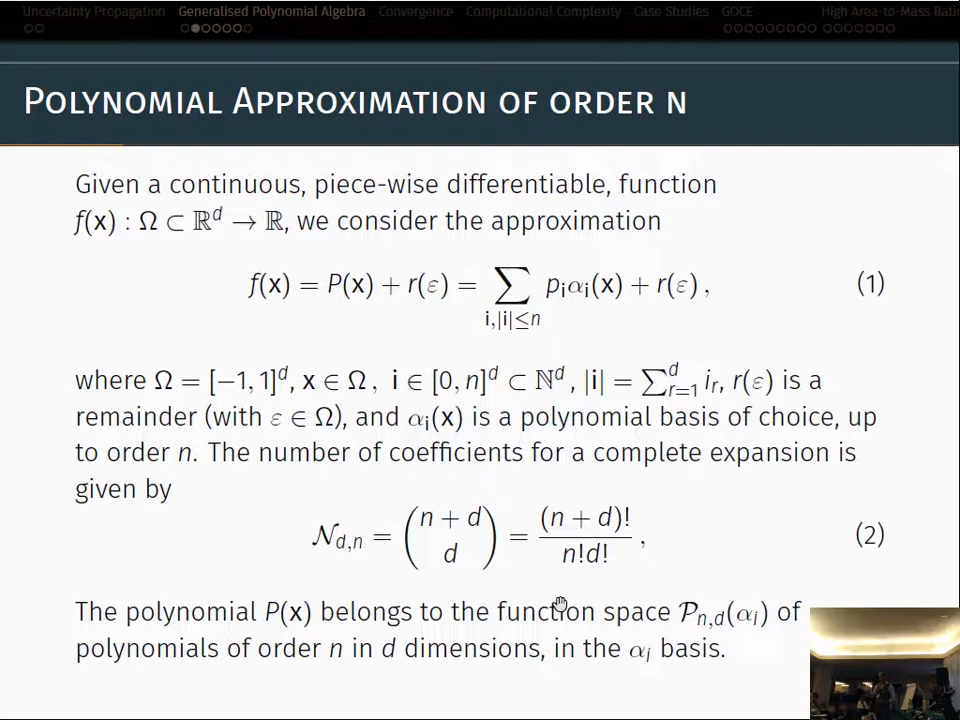 Uncertainty Propagation Generalised Polynomial Algebra Convergence Computational Complexity Case Studies GOCE High Area-to-Mass Rati
POLYNOMIAL APPROXIMATION OF ORDER N
Given a continuous, piece-wise differentiable, function
f(x) : Ω ⊂ ℝ^d → ℝ, we consider the approximation
f(x) = P(x) + r(ε) = ∑_{i,|i|≤n} p_i α_i(x) + r(ε) , (1)
where Ω = [−1, 1]^d, x ∈ Ω , i ∈ [0, n]^d ⊂ ℕ^d , |i| = ∑_{r=1}^d i_r, r(ε) is a
remainder (with ε ∈ Ω), and α_i(x) is a polynomial basis of choice, up
to order n. The number of coefficients for a complete expansion is
given by
𝒩_{d,n} = \binom{n + d}{d} = \frac{(n + d)!}{n!d!} , (2)
The polynomial P(x) belongs to the function space 𝒫_{n,d}(α_i) of
polynomials of order n in d dimensions, in the α_i basis.